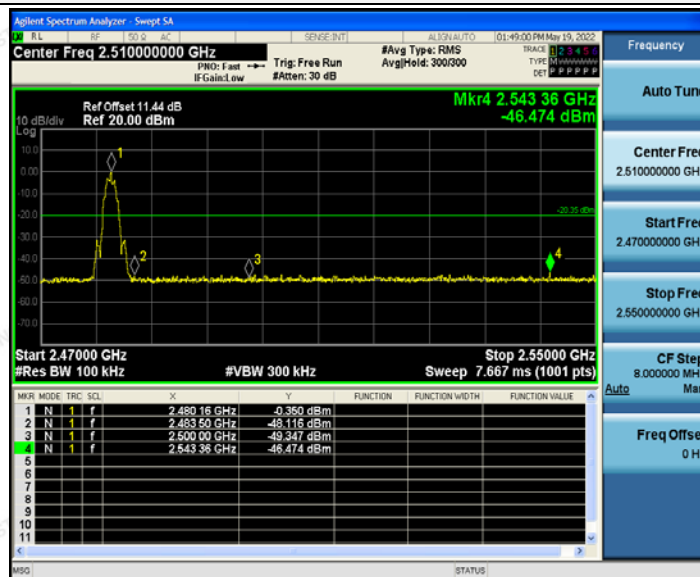 Agilent Spectrum Analyzer - Swept SA
RL RF 50 Ω AC SENSE:INT ALIGN AUTO 01:49:00 PM May 19, 2022
Center Freq 2.510000000 GHz
PNO: Fast
IFGain:Low
Trig: Free Run
#Atten: 30 dB
#Avg Type: RMS
Avg|Hold: 300/300
TRACE 1 2 3 4 5 6
TYPE M W W W W W
DET P P P P P P
Ref Offset 11.44 dB
10 dB/div Ref 20.00 dBm
Log
Mkr4 2.543 36 GHz
-46.474 dBm
10.0
0.00
-10.0
-20.0
-30.0
-40.0
-50.0
-60.0
-70.0
1
2
3
4
-20.35 dBm
Start 2.47000 GHz Stop 2.55000 GHz
#Res BW 100 kHz #VBW 300 kHz Sweep 7.667 ms (1001 pts)
MKR MODE TRC SCL X Y FUNCTION FUNCTION WIDTH FUNCTION VALUE
1 N 1 f 2.480 16 GHz -0.350 dBm
2 N 1 f 2.483 50 GHz -48.116 dBm
3 N 1 f 2.500 00 GHz -49.347 dBm
4 N 1 f 2.543 36 GHz -46.474 dBm
5
6
7
8
9
10
11
MSG STATUS
Frequency
Auto Tune
Center Freq
2.510000000 GH
Start Freq
2.470000000 GH
Stop Freq
2.550000000 GH
CF Step
8.000000 MH
Auto Ma
Freq Offse
0 H